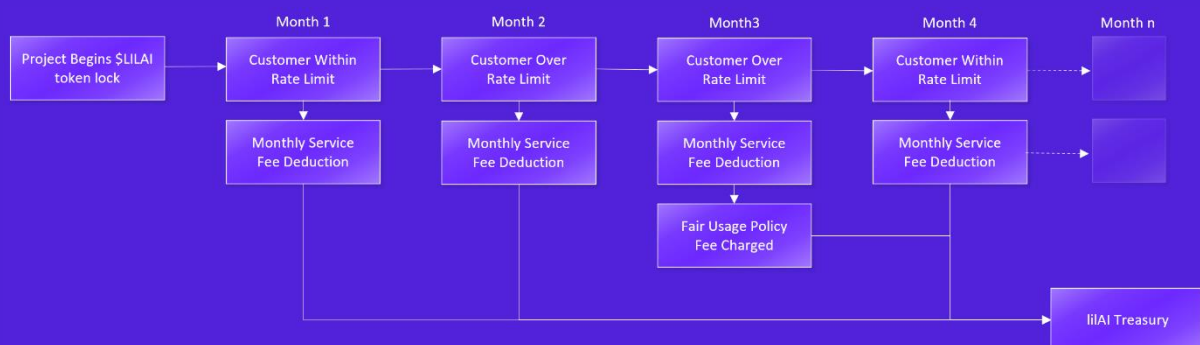 Month 1
Month 2
Month3
Month 4
Month n
Project Begins $LILAI
token lock
Customer Within
Rate Limit
Customer Over
Rate Limit
Customer Over
Rate Limit
Customer Within
Rate Limit
Monthly Service
Fee Deduction
Monthly Service
Fee Deduction
Monthly Service
Fee Deduction
Monthly Service
Fee Deduction
Fair Usage Policy
Fee Charged
lilAI Treasury